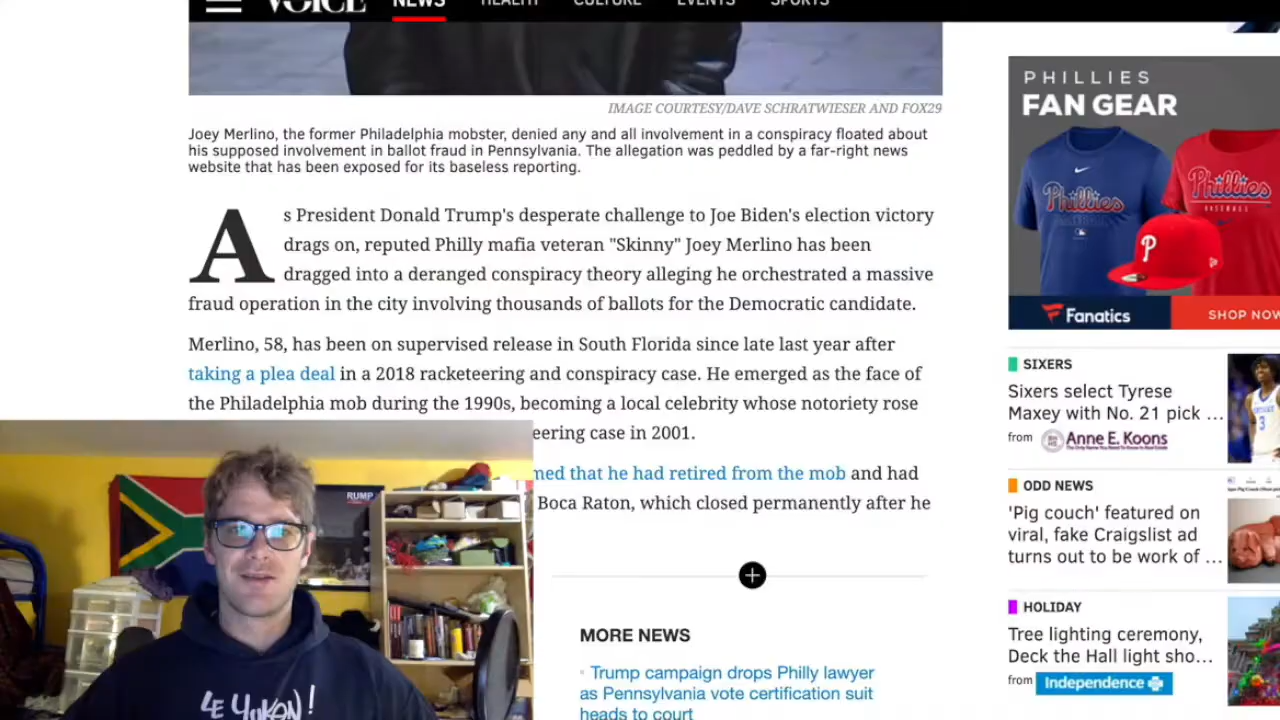 VOICE NEWS HEALTH CULTURE EVENTS SPORTS
IMAGE COURTESY/DAVE SCHRATWIESER AND FOX29
Joey Merlino, the former Philadelphia mobster, denied any and all involvement in a conspiracy floated about
his supposed involvement in ballot fraud in Pennsylvania. The allegation was peddled by a far-right news
website that has been exposed for its baseless reporting.
As President Donald Trump's desperate challenge to Joe Biden's election victory
drags on, reputed Philly mafia veteran "Skinny" Joey Merlino has been
dragged into a deranged conspiracy theory alleging he orchestrated a massive
fraud operation in the city involving thousands of ballots for the Democratic candidate.
Merlino, 58, has been on supervised release in South Florida since late last year after
taking a plea deal in a 2018 racketeering and conspiracy case. He emerged as the face of
the Philadelphia mob during the 1990s, becoming a local celebrity whose notoriety rose
eering case in 2001.
med that he had retired from the mob and had
Boca Raton, which closed permanently after he
MORE NEWS
Trump campaign drops Philly lawyer
as Pennsylvania vote certification suit
heads to court
PHILLIES
FAN GEAR
Phillies
Phillies
BASEBALL
P
Fanatics
SHOP NOW
SIXERS
Sixers select Tyrese
Maxey with No. 21 pick ...
from Anne E. Koons
ODD NEWS
'Pig couch' featured on
viral, fake Craigslist ad
turns out to be work of ...
HOLIDAY
Tree lighting ceremony,
Deck the Hall light sho...
from Independence
RUMP
LE YUKON!